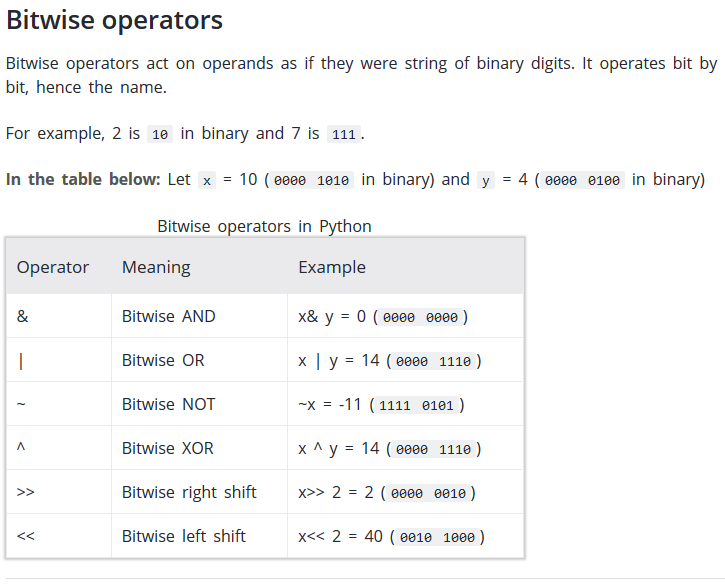 Bitwise operators
Bitwise operators act on operands as if they were string of binary digits. It operates bit by
bit, hence the name.
For example, 2 is 10 in binary and 7 is 111.
In the table below: Let x = 10 (0000 1010 in binary) and y = 4 (0000 0100 in binary)
Bitwise operators in Python
Operator Meaning Example
& Bitwise AND x& y = 0 (0000 0000)
| Bitwise OR x | y = 14 (0000 1110)
~ Bitwise NOT ~x = -11 (1111 0101)
^ Bitwise XOR x ^ y = 14 (0000 1110)
>> Bitwise right shift x>> 2 = 2 (0000 0010)
<< Bitwise left shift x<< 2 = 40 (0010 1000)